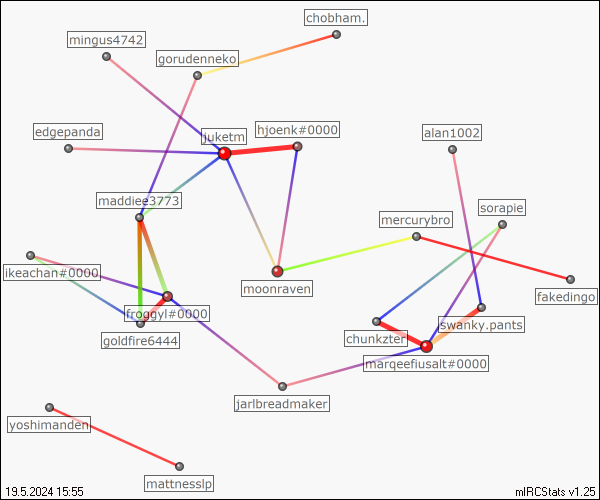 chobham.
mingus4742
gorudenneko
hjoenk#0000
edgepanda
juketm
alan1002
maddiee3773
sorapie
mercurybro
ikeachan#0000
moonraven
fakedingo
froggyl#0000
swanky.pants
goldfire6444
chunkzter
marqeefiusalt#0000
jarlbreadmaker
yoshimanden
mattnesslp
19.5.2024 15:55
mIRCStats v1.25